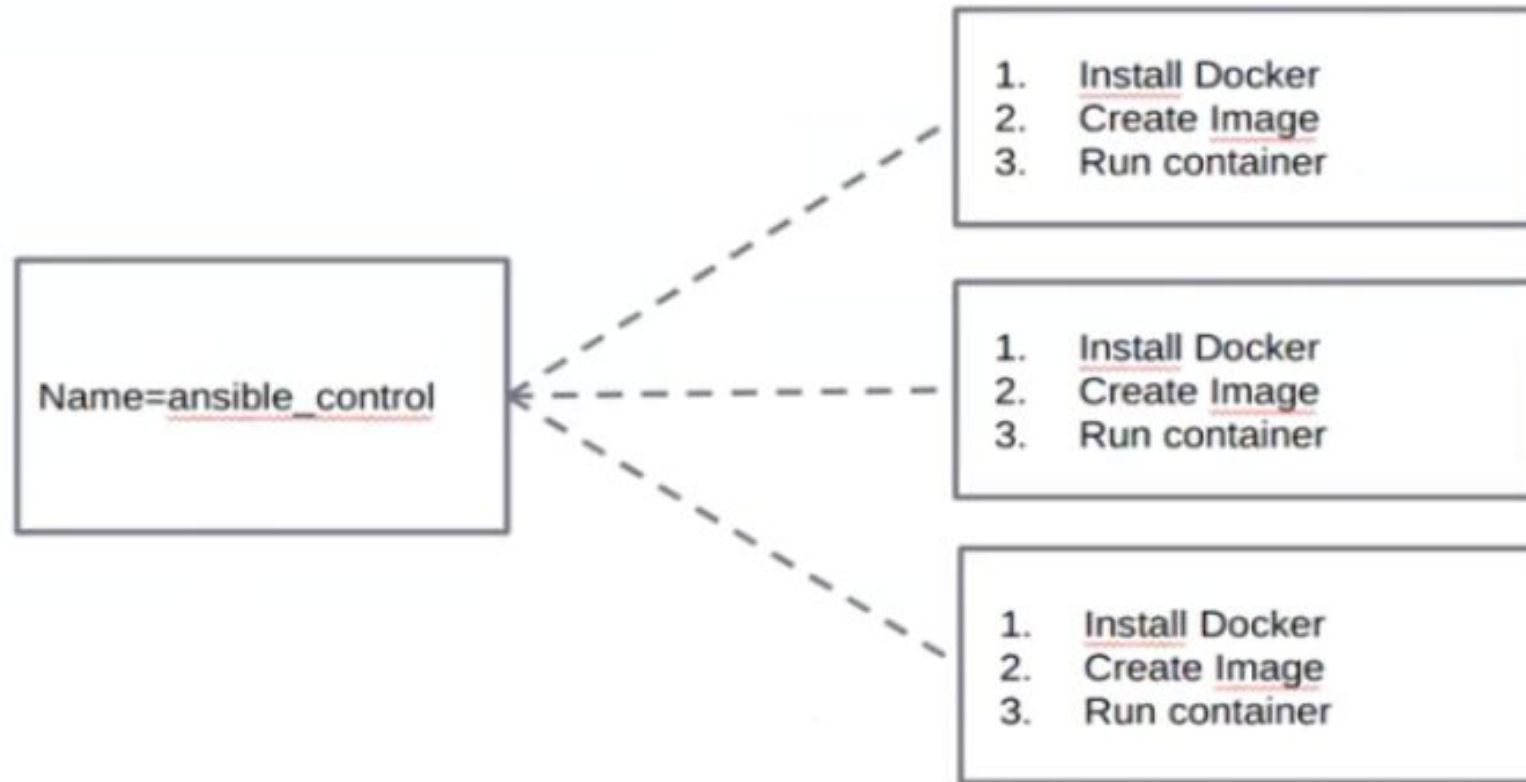 Name=ansible_control
1. Install Docker
2. Create Image
3. Run container
1. Install Docker
2. Create Image
3. Run container
1. Install Docker
2. Create Image
3. Run container